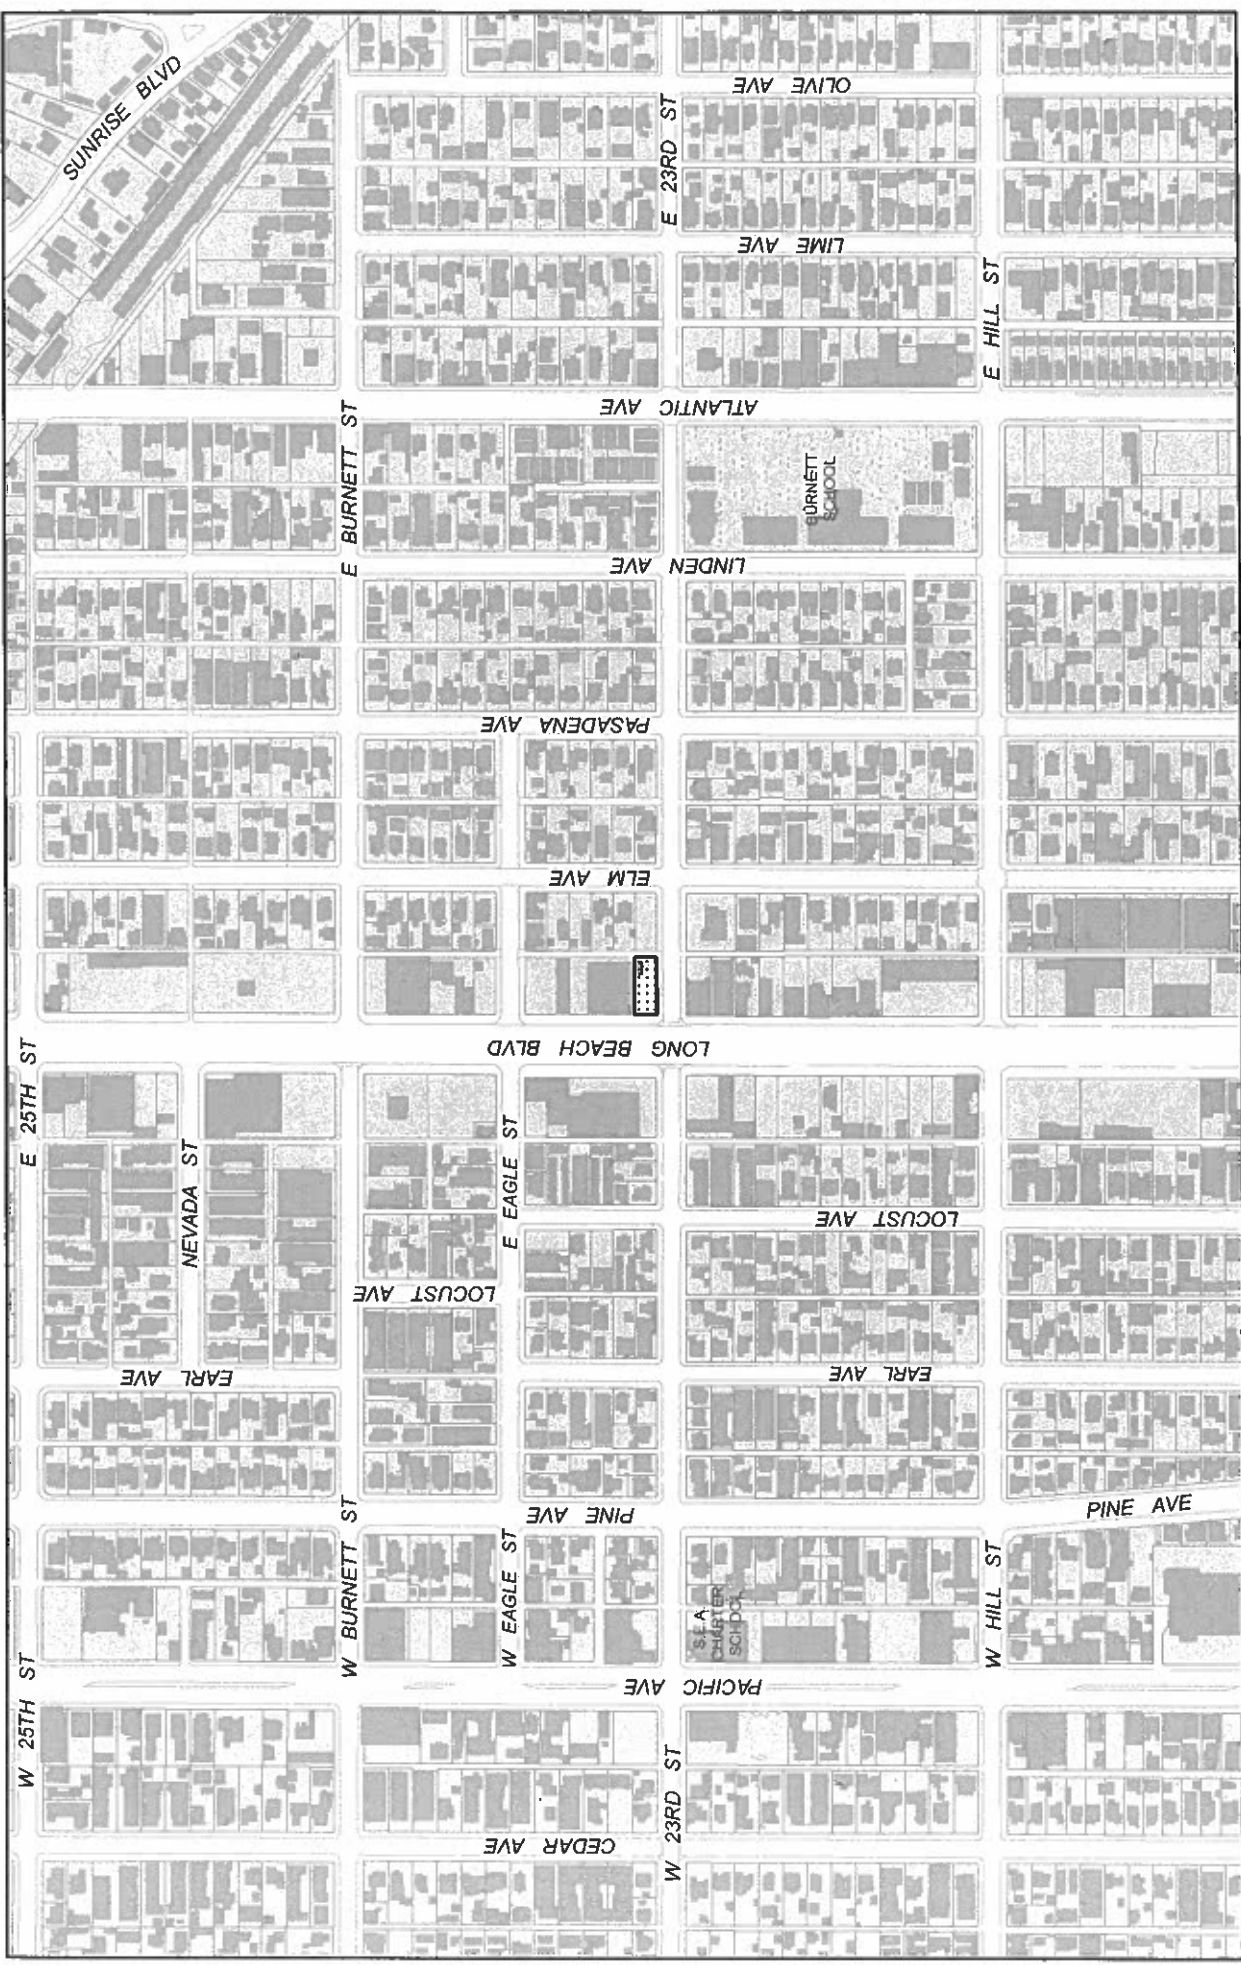 SUNRISE BLVD
OLIVE AVE
E 23RD ST
LIME AVE
E HILL ST
ATLANTIC AVE
E BURNETT ST
BURNETT
SCHOOL
LINDEN AVE
PASADENA AVE
ELM AVE
LONG BEACH BLVD
E 25TH ST
NEVADA ST
E EAGLE ST
LOCUST AVE
LOCUST AVE
EARL AVE
EARL AVE
PINE AVE
PINE AVE
W BURNETT ST
W EAGLE ST
W HILL ST
S.E.A.
CHARTER
SCHOOL
W 25TH ST
PACIFIC AVE
W 23RD ST
CEDAR AVE